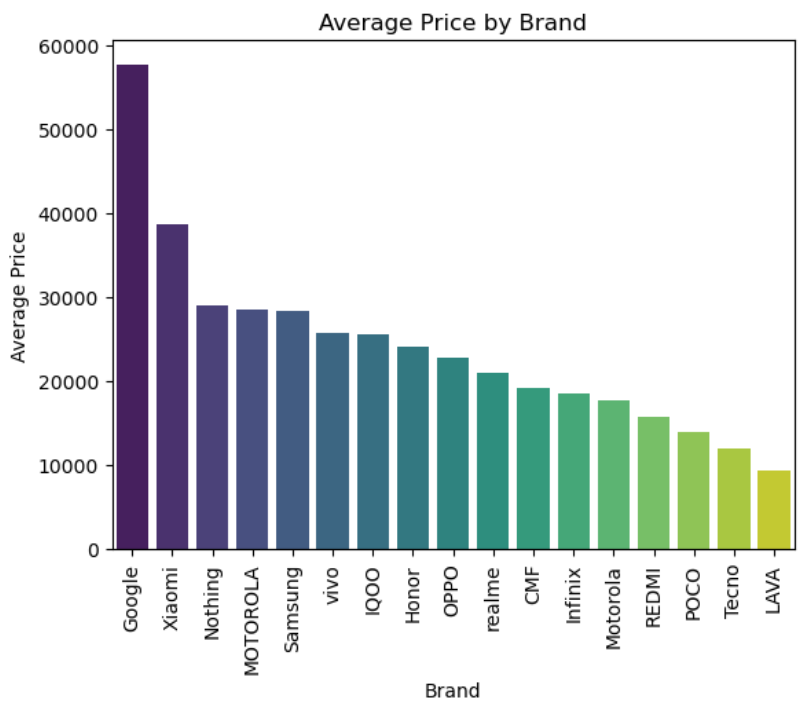 Average Price by Brand
Average Price
60000
50000
40000
30000
20000
10000
0
Google
Xiaomi
Nothing
MOTOROLA
Samsung
vivo
IQOO
Honor
OPPO
realme
CMF
Infinix
Motorola
REDMI
POCO
Tecno
LAVA
Brand